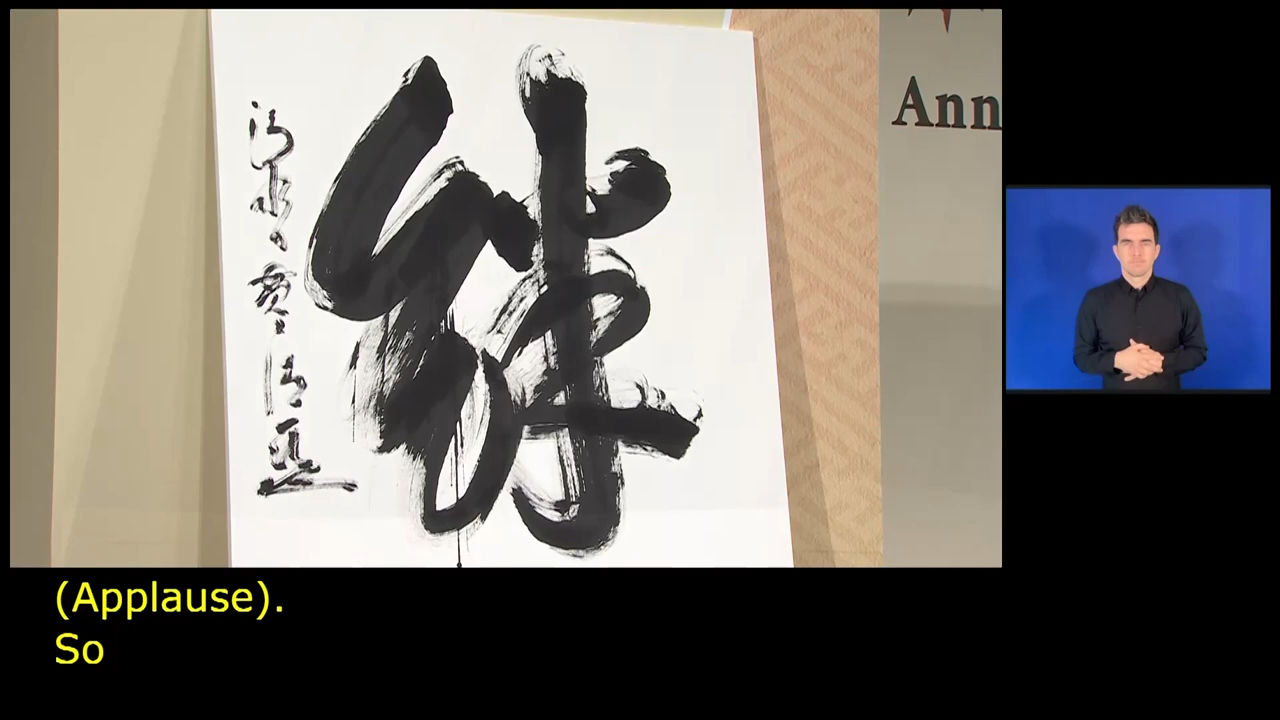 絆
Ann
(Applause).
So